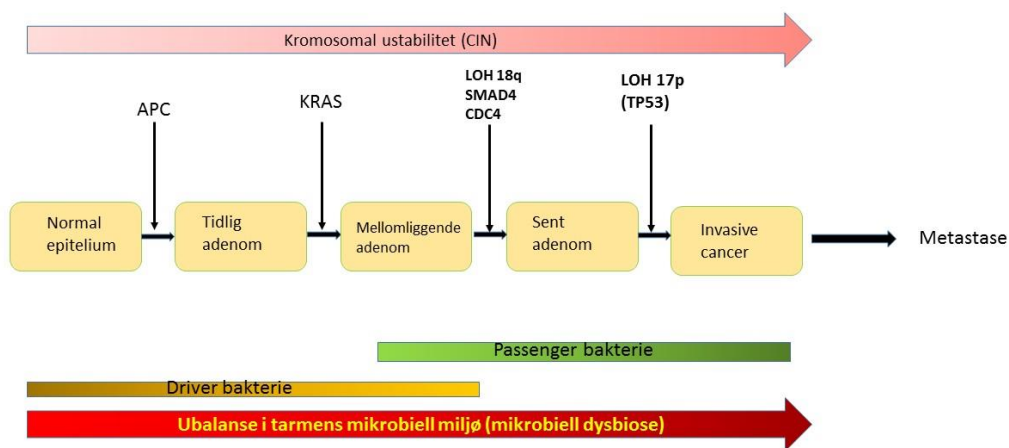 Kromosomal ustabilitet (CIN)
APC
KRAS
LOH 18q
SMAD4
CDC4
LOH 17p
(TP53)
Normal
epitelium
Tidlig
adenom
Mellomliggende
adenom
Sent
adenom
Invasive
cancer
Metastase
Passenger bakterie
Driver bakterie
Ubalanse i tarmens mikrobiell miljø (mikrobiell dysbiose)